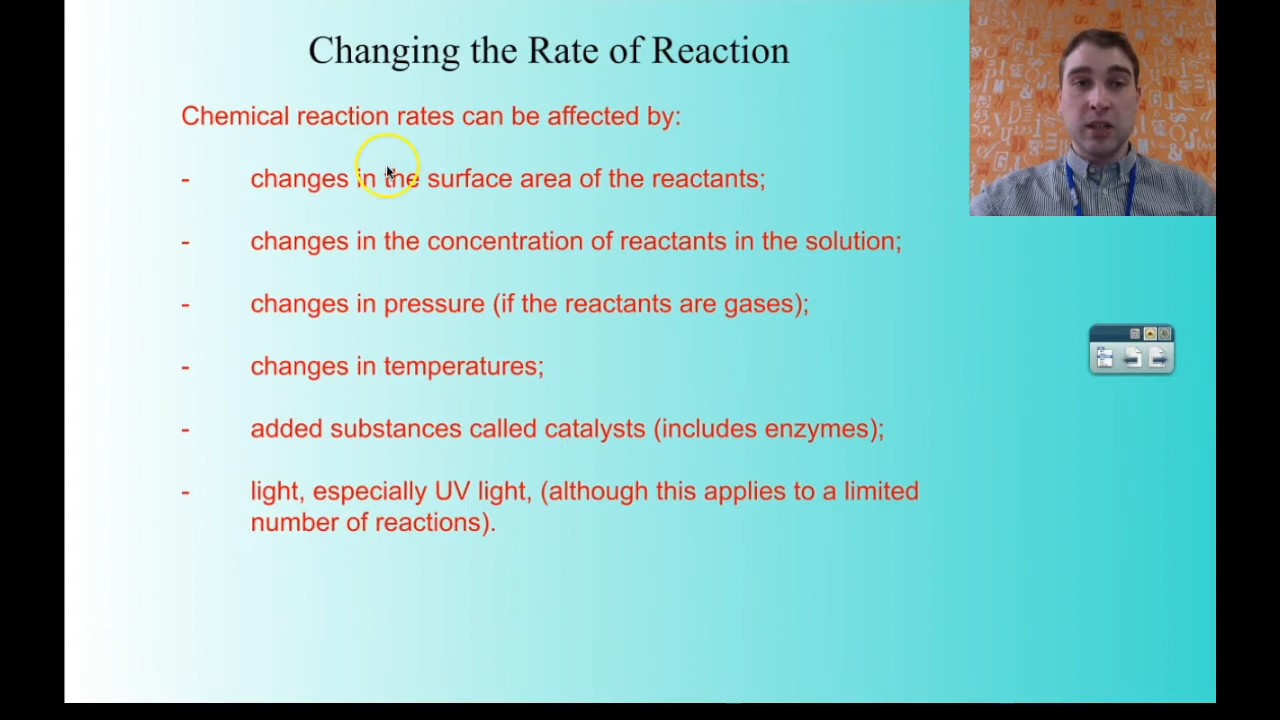 Changing the Rate of Reaction
Chemical reaction rates can be affected by:
- changes in the surface area of the reactants;
- changes in the concentration of reactants in the solution;
- changes in pressure (if the reactants are gases);
- changes in temperatures;
- added substances called catalysts (includes enzymes);
- light, especially UV light, (although this applies to a limited
number of reactions).